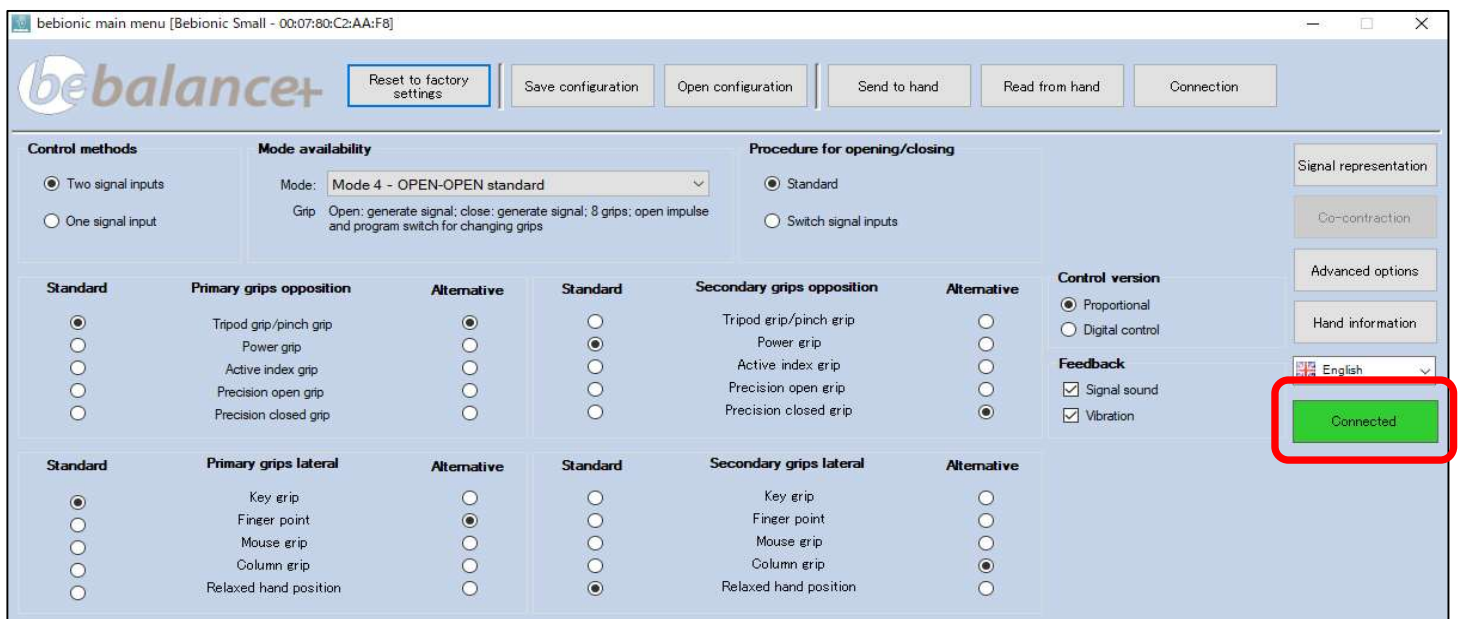 bebionic main menu [Bebionic Small - 00:07:80:C2:AA:F8]
bebalance+
Reset to factory
settings
Save configuration
Open configuration
Send to hand
Read from hand
Connection
Control methods
Two signal inputs
One signal input
Mode availability
Mode: Mode 4 - OPEN-OPEN standard
Grip Open: generate signal; close: generate signal; 8 grips; open impulse
and program switch for changing grips
Procedure for opening/closing
Standard
Switch signal inputs
Signal representation
Co-contraction
Advanced options
Hand information
English
Connected
Standard Primary grips opposition Alternative
Tripod grip/pinch grip
Power grip
Active index grip
Precision open grip
Precision closed grip
Standard Secondary grips opposition Alternative
Tripod grip/pinch grip
Power grip
Active index grip
Precision open grip
Precision closed grip
Control version
Proportional
Digital control
Feedback
Signal sound
Vibration
Standard Primary grips lateral Alternative
Key grip
Finger point
Mouse grip
Column grip
Relaxed hand position
Standard Secondary grips lateral Alternative
Key grip
Finger point
Mouse grip
Column grip
Relaxed hand position